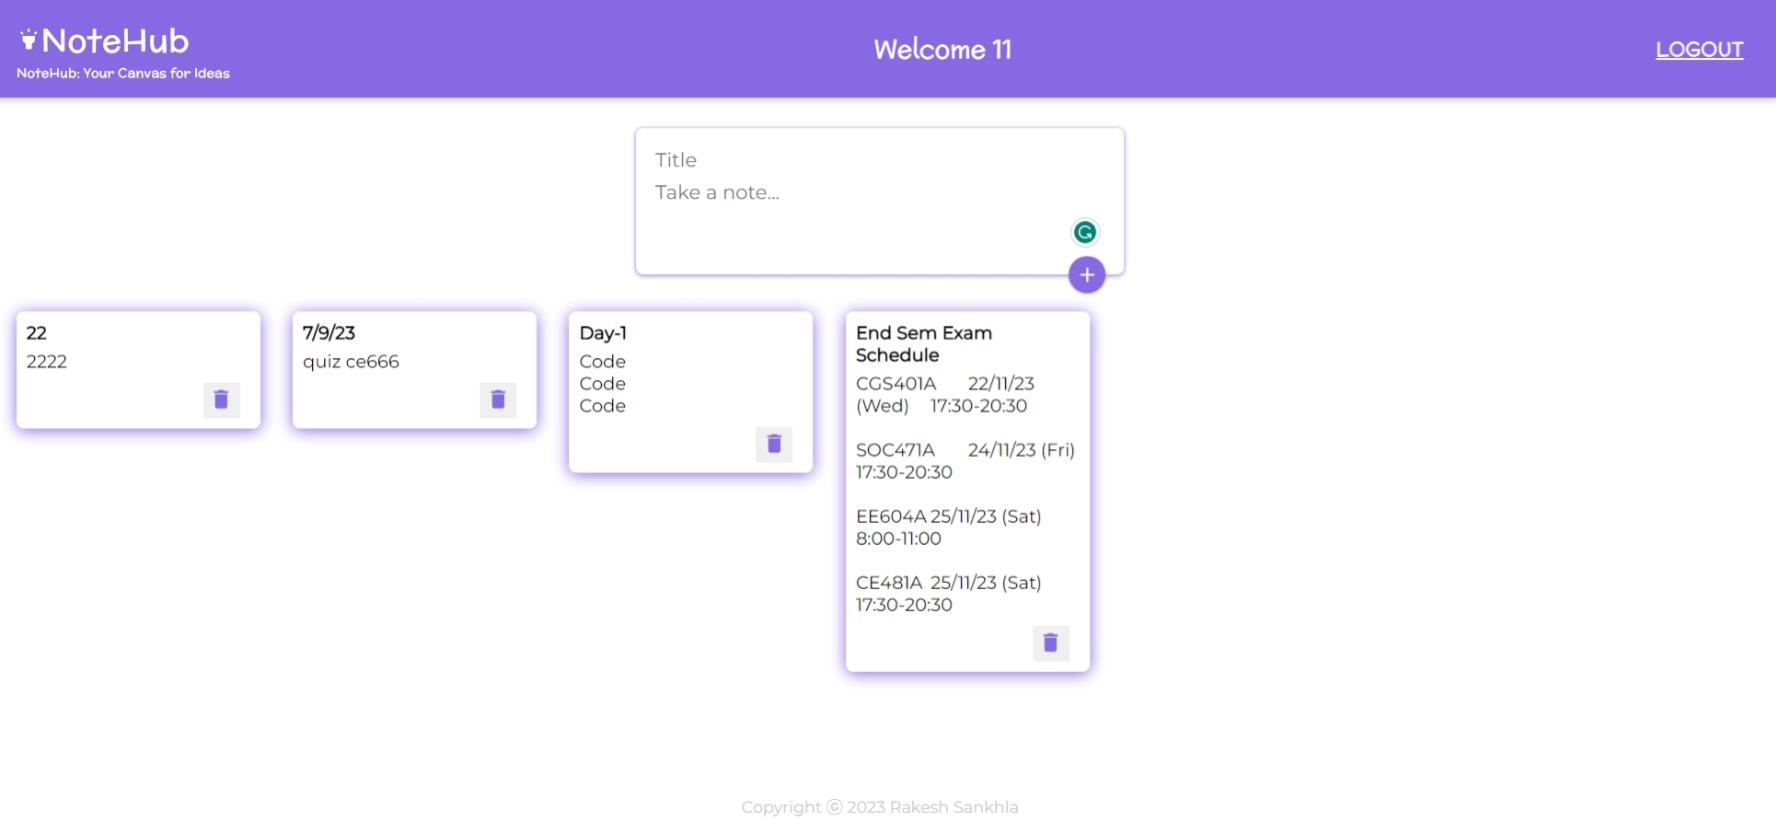 NoteHub
NoteHub: Your Canvas for Ideas
Welcome 11
LOGOUT
Title
Take a note...
22
2222
7/9/23
quiz ce666
Day-1
Code
Code
Code
End Sem Exam
Schedule
CGS401A 22/11/23
(Wed) 17:30-20:30
SOC471A 24/11/23 (Fri)
17:30-20:30
EE604A 25/11/23 (Sat)
8:00-11:00
CE481A 25/11/23 (Sat)
17:30-20:30
Copyright ⓒ 2023 Rakesh Sankhla